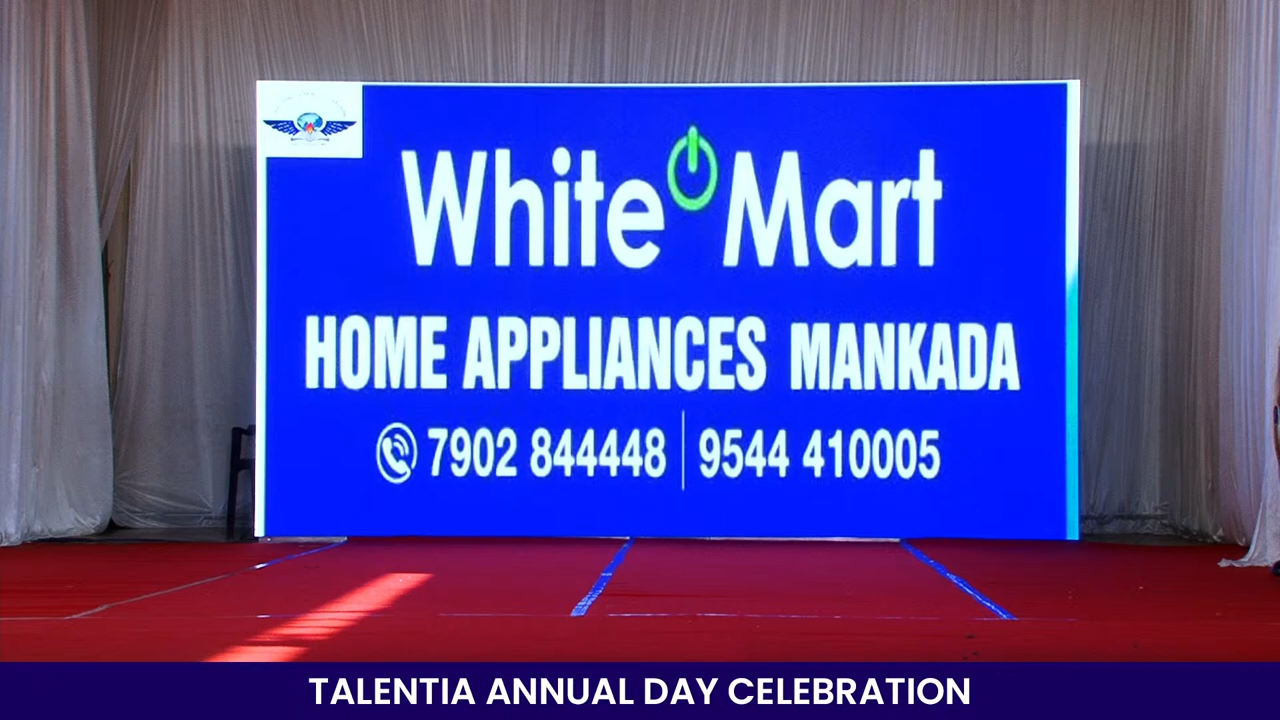 White Mart
HOME APPLIANCES MANKADA
7902 844448 | 9544 410005
TALENTIA ANNUAL DAY CELEBRATION